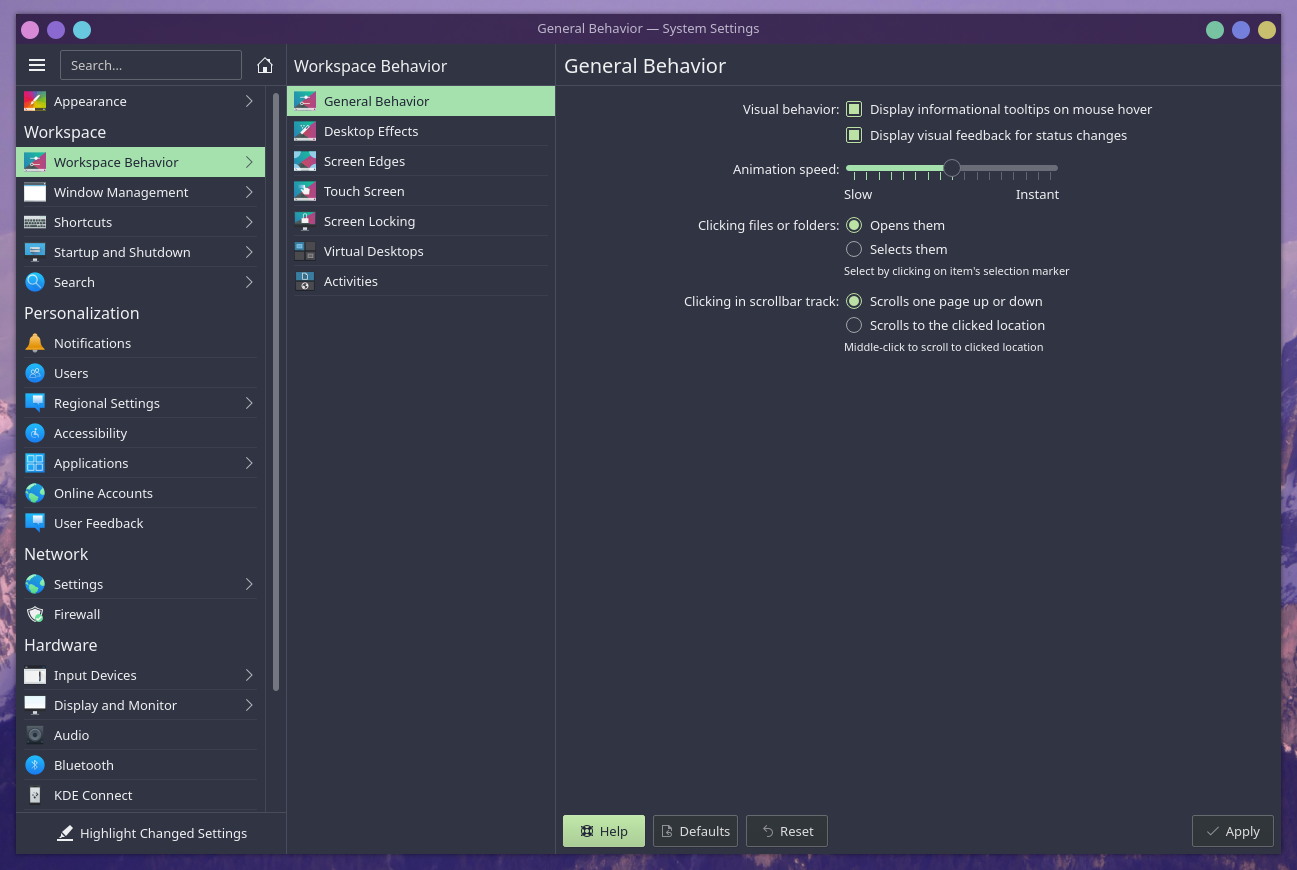 General Behavior — System Settings
Search...
Appearance
Workspace
Workspace Behavior
Window Management
Shortcuts
Startup and Shutdown
Search
Personalization
Notifications
Users
Regional Settings
Accessibility
Applications
Online Accounts
User Feedback
Network
Settings
Firewall
Hardware
Input Devices
Display and Monitor
Audio
Bluetooth
KDE Connect
Highlight Changed Settings
Workspace Behavior
General Behavior
Desktop Effects
Screen Edges
Touch Screen
Screen Locking
Virtual Desktops
Activities
General Behavior
Visual behavior: Display informational tooltips on mouse hover
Display visual feedback for status changes
Animation speed:
Slow Instant
Clicking files or folders: Opens them
Selects them
Select by clicking on item's selection marker
Clicking in scrollbar track: Scrolls one page up or down
Scrolls to the clicked location
Middle-click to scroll to clicked location
Help Defaults Reset Apply